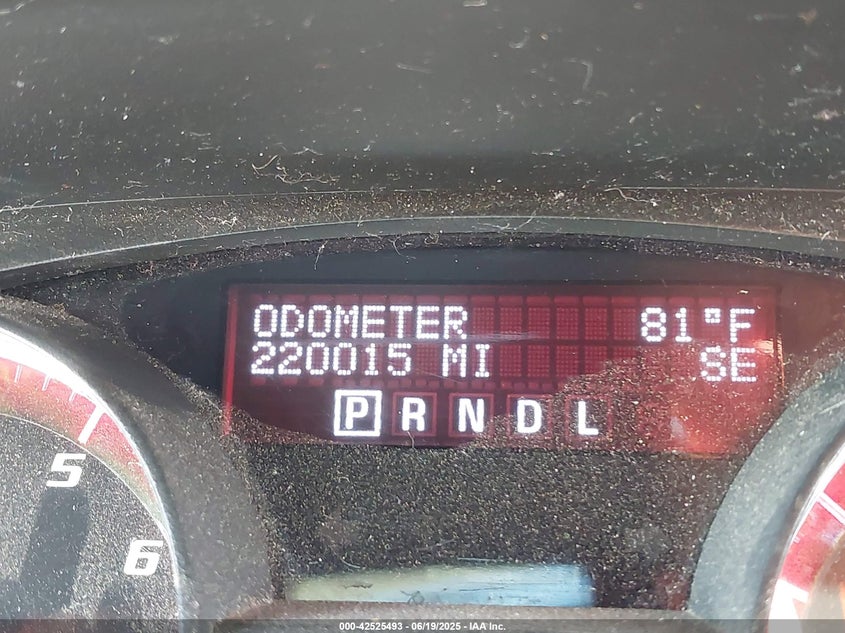 ODOMETER 81°F
220015 MI SE
P R N D L
5
6
000-42525493 - 06/19/2025 - IAA Inc.